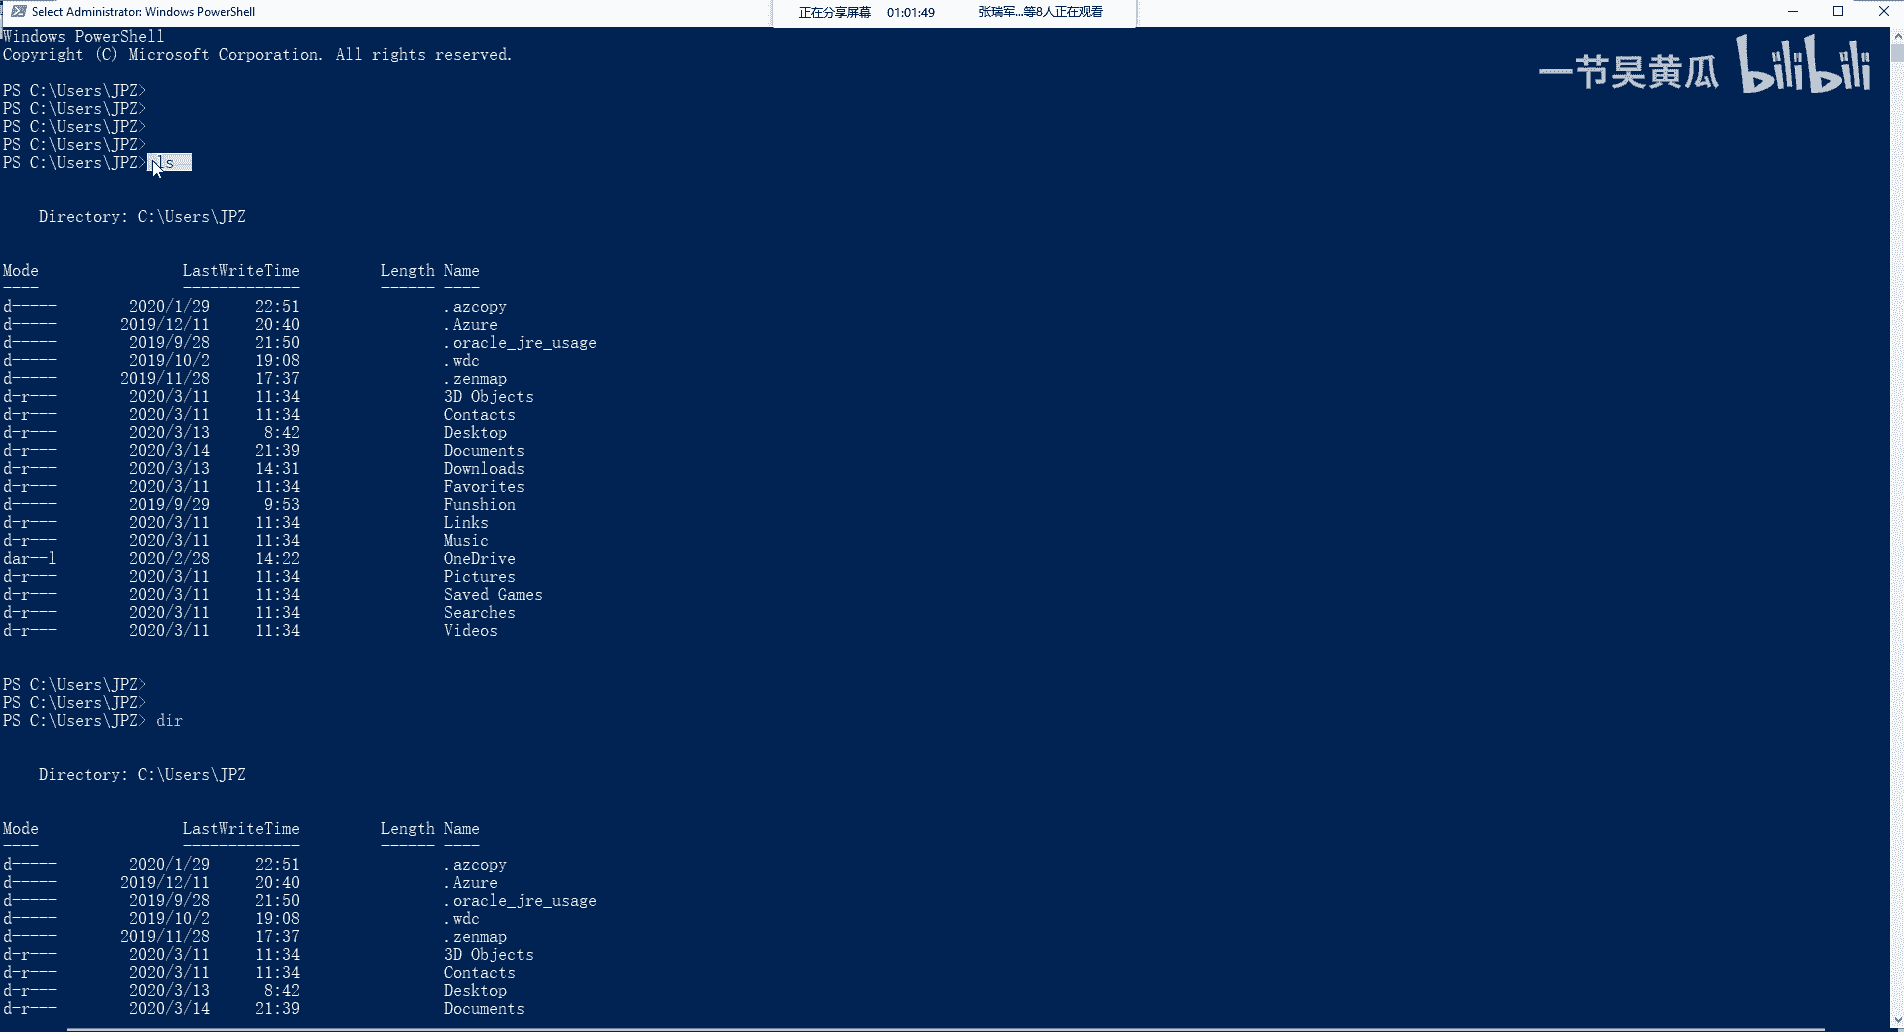 Select Administrator: Windows PowerShell
正在分享屏幕 01:01:49 张瑞军...等8人正在观看
Windows PowerShell
Copyright (C) Microsoft Corporation. All rights reserved.
一节昊黄瓜 bilibili
PS C:\Users\JPZ>
PS C:\Users\JPZ>
PS C:\Users\JPZ>
PS C:\Users\JPZ>
PS C:\Users\JPZ> ls
Directory: C:\Users\JPZ
Mode LastWriteTime Length Name
---- ------------- ------ ----
d----- 2020/1/29 22:51 .azcopy
d----- 2019/12/11 20:40 .Azure
d----- 2019/9/28 21:50 .oracle_jre_usage
d----- 2019/10/2 19:08 .wdc
d----- 2019/11/28 17:37 .zenmap
d-r--- 2020/3/11 11:34 3D Objects
d-r--- 2020/3/11 11:34 Contacts
d-r--- 2020/3/13 8:42 Desktop
d-r--- 2020/3/14 21:39 Documents
d-r--- 2020/3/13 14:31 Downloads
d-r--- 2020/3/11 11:34 Favorites
d----- 2019/9/29 9:53 Funshion
d-r--- 2020/3/11 11:34 Links
d-r--- 2020/3/11 11:34 Music
dar--l 2020/2/28 14:22 OneDrive
d-r--- 2020/3/11 11:34 Pictures
d-r--- 2020/3/11 11:34 Saved Games
d-r--- 2020/3/11 11:34 Searches
d-r--- 2020/3/11 11:34 Videos
PS C:\Users\JPZ>
PS C:\Users\JPZ>
PS C:\Users\JPZ> dir
Directory: C:\Users\JPZ
Mode LastWriteTime Length Name
---- ------------- ------ ----
d----- 2020/1/29 22:51 .azcopy
d----- 2019/12/11 20:40 .Azure
d----- 2019/9/28 21:50 .oracle_jre_usage
d----- 2019/10/2 19:08 .wdc
d----- 2019/11/28 17:37 .zenmap
d-r--- 2020/3/11 11:34 3D Objects
d-r--- 2020/3/11 11:34 Contacts
d-r--- 2020/3/13 8:42 Desktop
d-r--- 2020/3/14 21:39 Documents